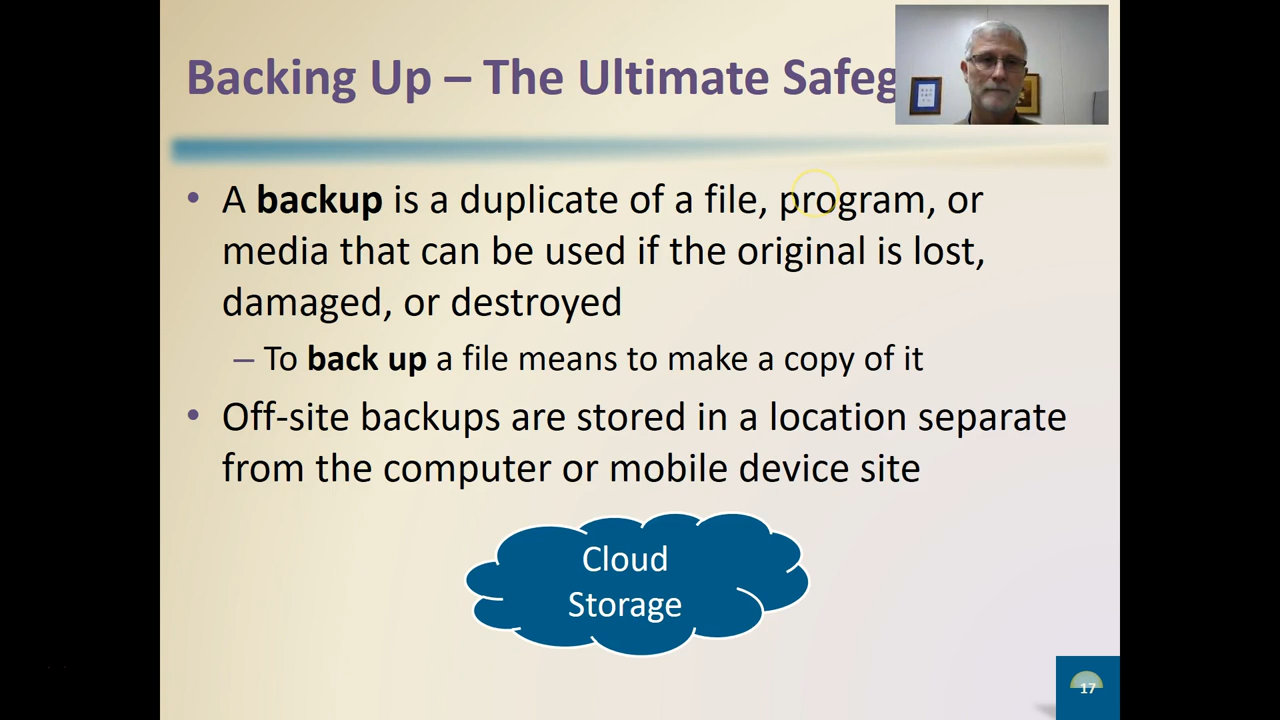 Backing Up – The Ultimate Safeg
• A backup is a duplicate of a file, program, or
media that can be used if the original is lost,
damaged, or destroyed
– To back up a file means to make a copy of it
• Off-site backups are stored in a location separate
from the computer or mobile device site
Cloud
Storage
17